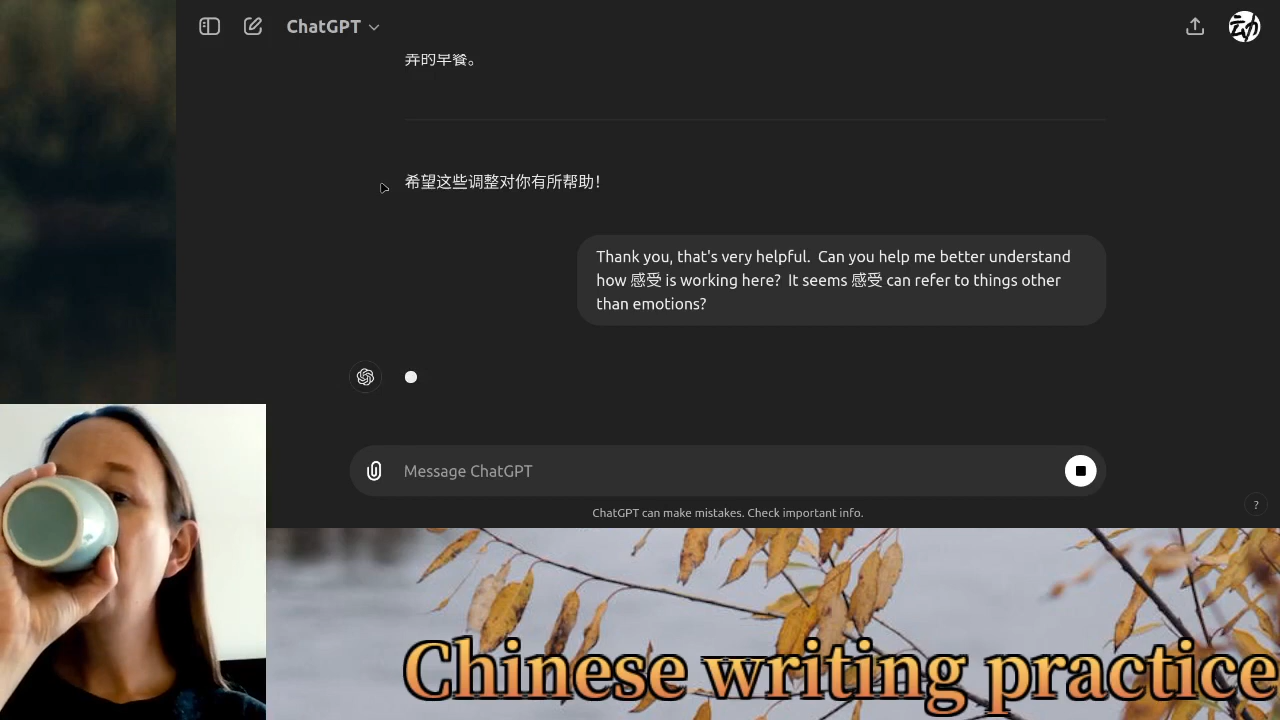 ChatGPT
动
弄的早餐。
希望这些调整对你有所帮助！
Thank you, that's very helpful.  Can you help me better understand
how 感受 is working here?  It seems 感受 can refer to things other
than emotions?
Message ChatGPT
ChatGPT can make mistakes. Check important info.
?
Chinese writing practice